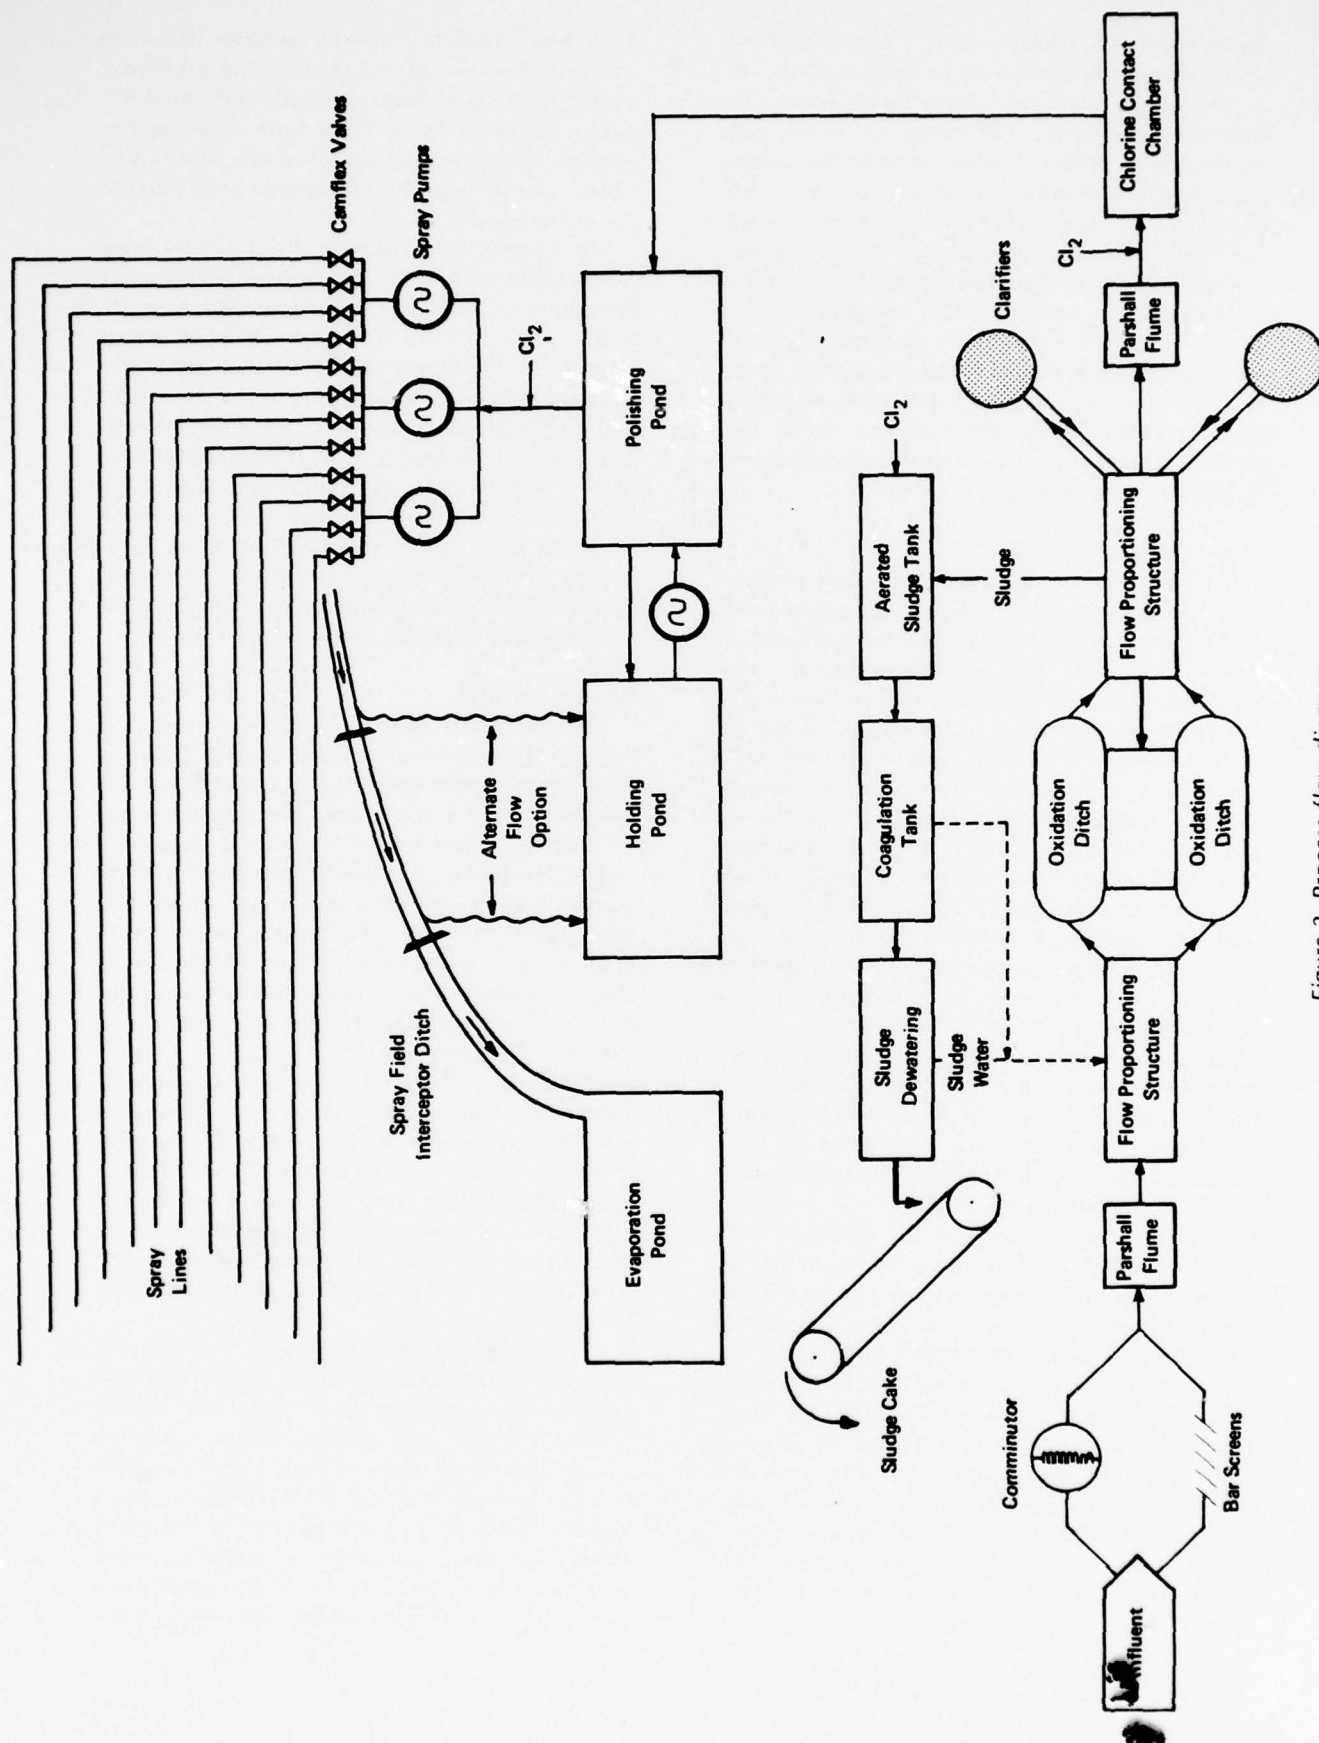 Camflex Valves
Spray Pumps
Spray
Lines
Cl2
Spray Field
Interceptor Ditch
Alternate
Flow
Option
Evaporation
Pond
Holding
Pond
Polishing
Pond
Sludge Cake
Sludge
Dewatering
Coagulation
Tank
Aerated
Sludge Tank
Cl2
Sludge
Water
Sludge
Clarifiers
Comminutor
Bar Screens
Parshall
Flume
Flow Proportioning
Structure
Oxidation
Ditch
Oxidation
Ditch
Flow Proportioning
Structure
Parshall
Flume
Cl2
Chlorine Contact
Chamber